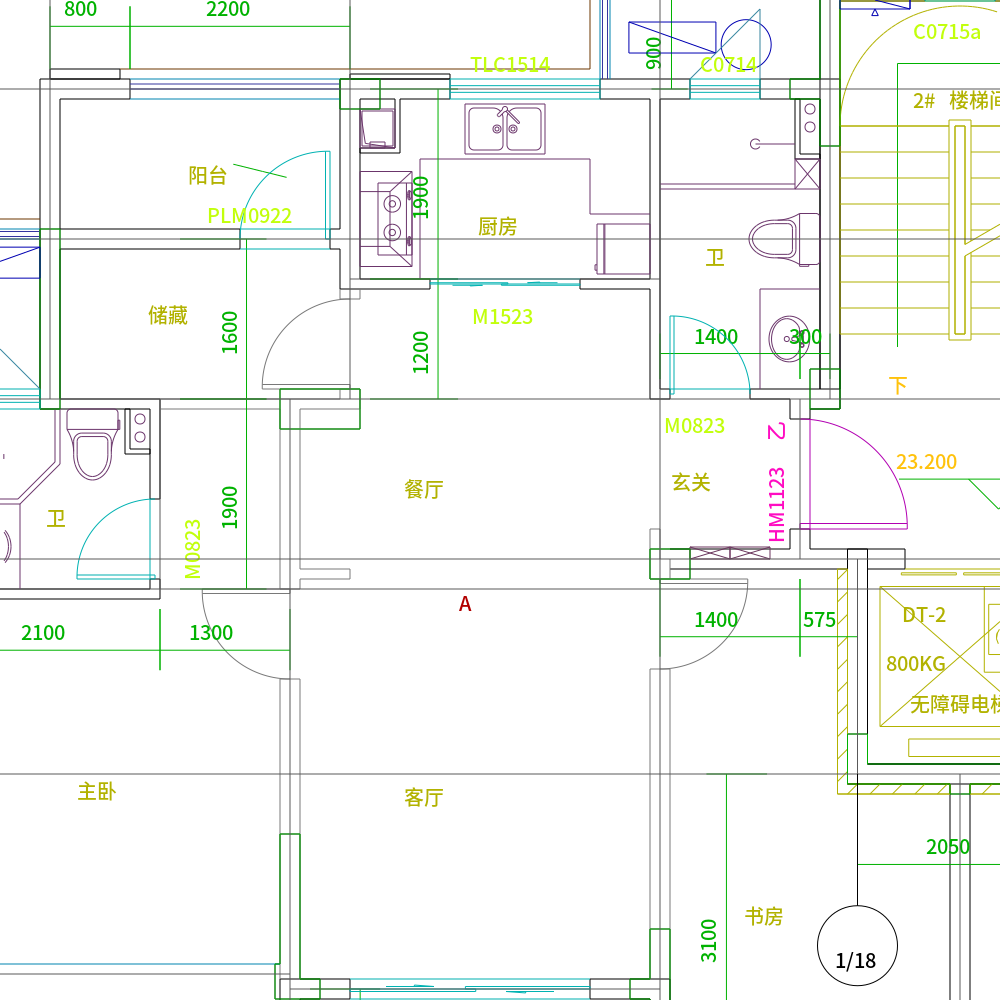 800
2200
C0715a
900
TLC1514
C0714
2# 楼梯间
阳台
1900
PLM0922
厨房
卫
储藏
1600
M1523
1400
300
1200
下
M0823
乙
HM1123
23.200
玄关
餐厅
1900
卫
M0823
A
2100
1300
1400
575
DT-2
800KG
无障碍电梯
主卧
客厅
2050
书房
3100
1/18